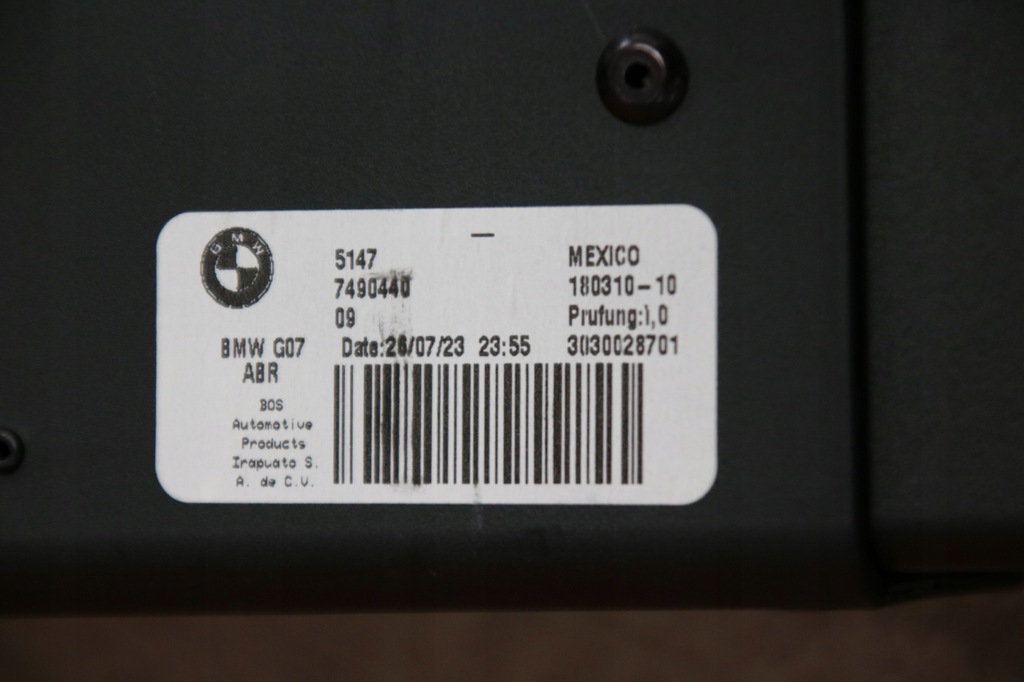 BMW
5147
7490440
09
Date:26/07/23 23:55
MEXICO
180310-10
Prufung:1,0
3030028701
BMW G07
ABR
BOS
Automotive
Products
Irapuato S.
A. de C.V.